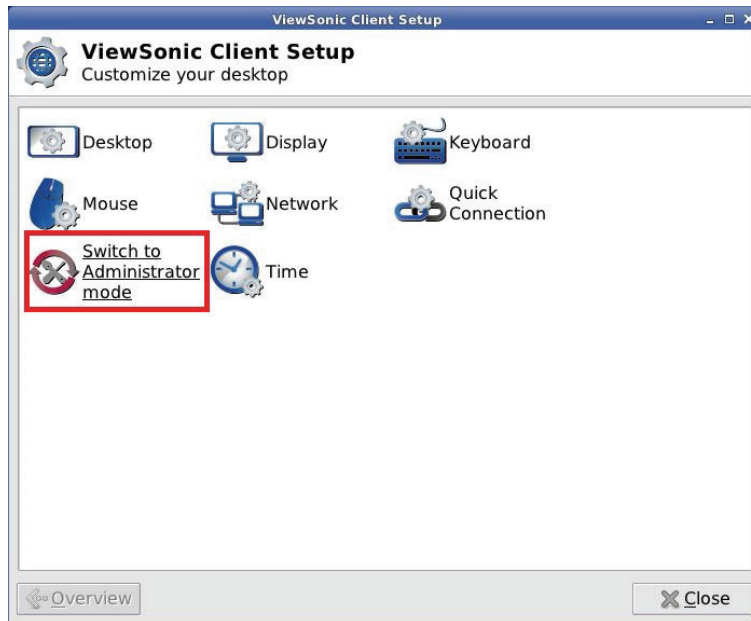 ViewSonic Client Setup
ViewSonic Client Setup
Customize your desktop
Desktop
Display
Keyboard
Mouse
Network
Quick
Connection
Switch to
Administrator
mode
Time
Overview
Close